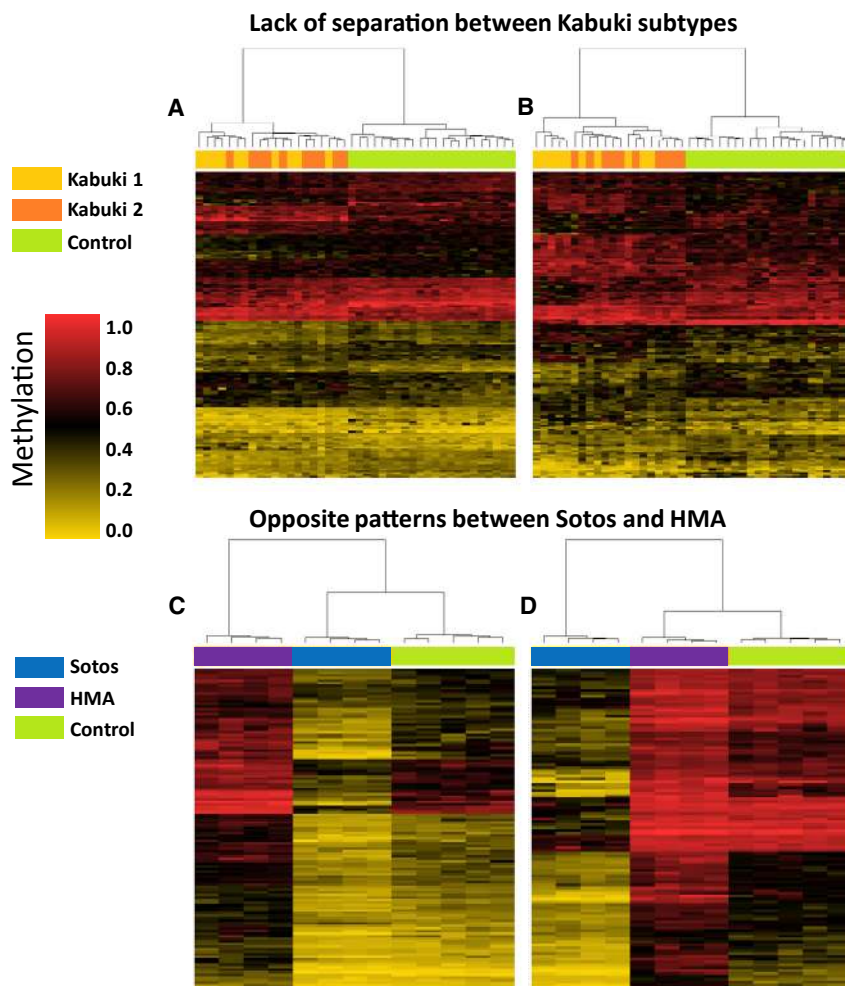 Lack of separation between Kabuki subtypes
A
B
Kabuki 1
Kabuki 2
Control
Methylation
1.0
0.8
0.6
0.4
0.2
0.0
Opposite patterns between Sotos and HMA
C
D
Sotos
HMA
Control